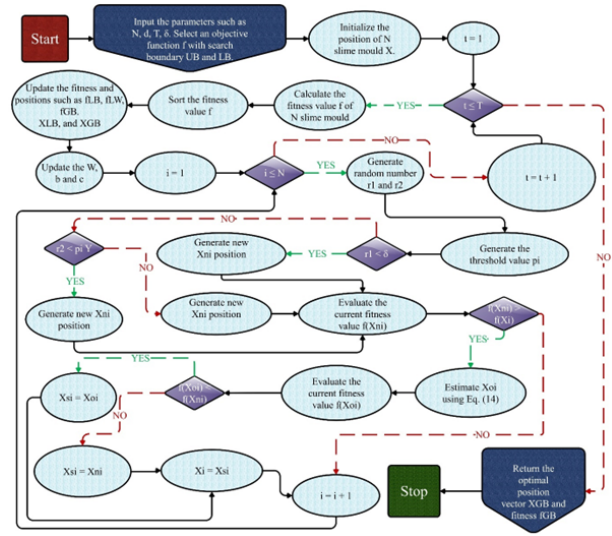 Start
Input the parameters such as
N, d, T, δ. Select an objective
function f with search
boundary UB and LB.
Initialize the
position of N
slime mould X.
t = 1
Update the fitness and
positions such as fLB, fLW,
fGB.
XLB, and XGB
Sort the fitness
value f
Calculate the
fitness value f of
N slime mould
YES
t ≤ T
NO
Update the W,
b and c
i = 1
i ≤ N
YES
Generate
random number
r1 and r2
t = t + 1
NO
NO
r2 < pi Y
Generate new
Xni position
YES
r1 < δ
Generate the
threshold value pi
NO
YES
NO
Generate new Xni
position
Generate new
Xni position
Evaluate the
current fitness
value f(Xni)
f(Xni)
f(Xi)
YES
YES
Xsi = Xoi
f(Xoi) <
f(Xni)
Evaluate the
current fitness
value f(Xoi)
Estimate Xoi
using Eq. (14)
NO
NO
Xsi = Xni
Xi = Xsi
i = i + 1
Stop
Return the
optimal
position
vector XGB and
fitness fGB